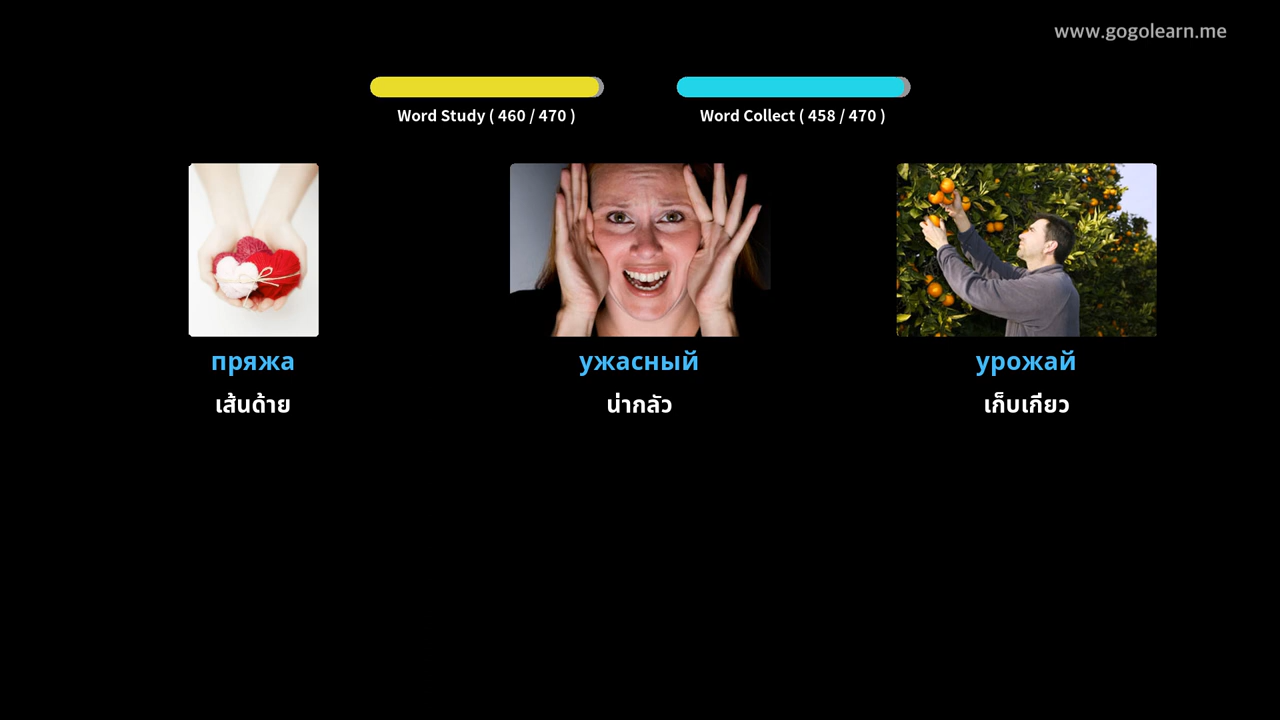 www.gogolearn.me
Word Study ( 460 / 470 )
Word Collect ( 458 / 470 )
пряжа
ужасный
урожай
เส้นด้าย
น่ากลัว
เก็บเกี่ยว